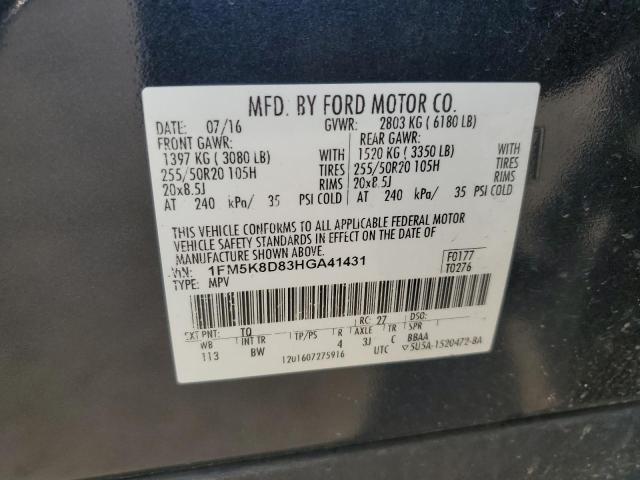 MFD. BY FORD MOTOR CO.
DATE: 07/16 GVWR: 2803 KG ( 6180 LB)
FRONT GAWR: REAR GAWR:
1397 KG ( 3080 LB) WITH 1520 KG ( 3350 LB) WITH
255/50R20 105H TIRES 255/50R20 105H TIRES
20x8.5J RIMS 20x8.5J RIMS
AT 240 kPa/ 35 PSI COLD AT 240 kPa/ 35 PSI COLD
THIS VEHICLE CONFORMS TO ALL APPLICABLE FEDERAL MOTOR
VEHICLE SAFETY STANDARDS IN EFFECT ON THE DATE OF
MANUFACTURE SHOWN ABOVE.
VIN: 1FM5K8D83HGA41431 F0177
TYPE: MPV T0276
EXT PNT: TQ RC: 27 DSO:
WB INT TR TP/PS R AXLE TR SPR
113 BW 4 3J C BBAA
12U1607275916 UTC ▽5U5A-1520472-BA